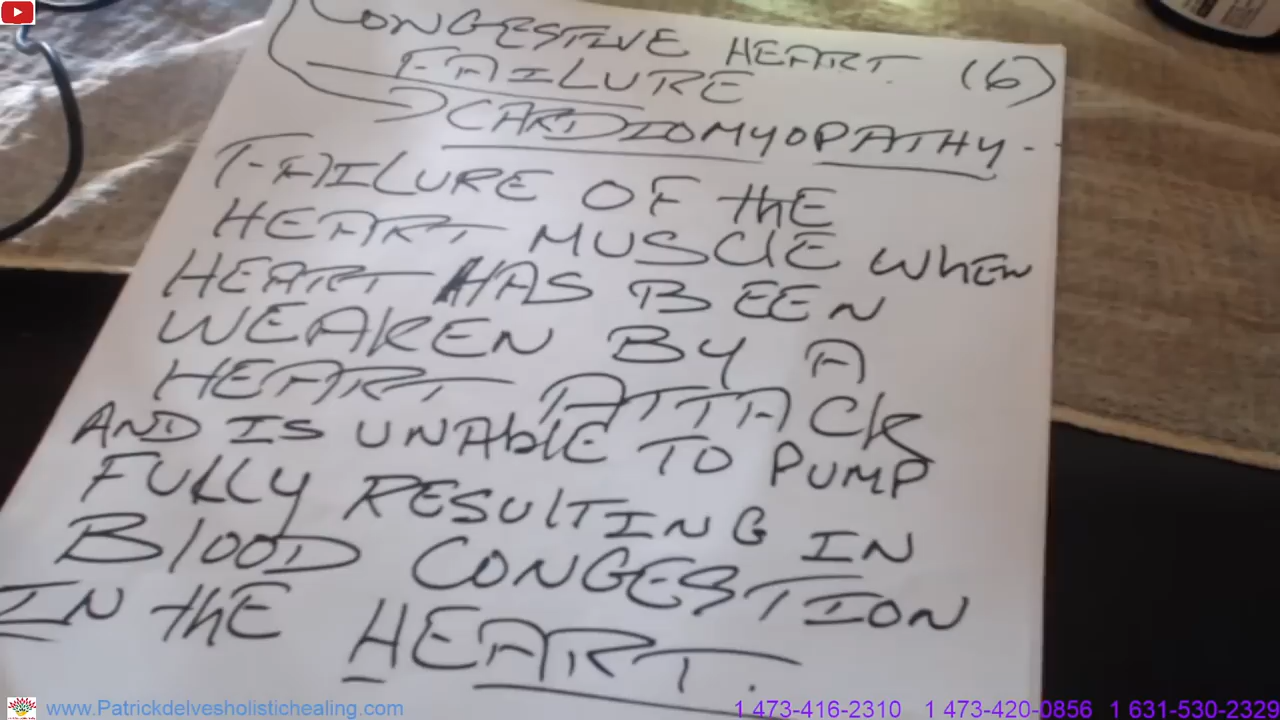 CONGESTIVE HEART (6)
FAILURE
CARDIOMYOPATHY
FAILURE OF thE
HEART MUSClE WHEN
HEART HAS BEEN
WEAKEN BY A
HEART ATTACK
AND IS UNAblE TO PUMP
FULLY RESUlTING IN
BlOOD CONGESTION
IN thE HEART.
www.Patrickdelvesholistichealing.com
1 473-416-2310 1 473-420-0856 1 631-530-2329